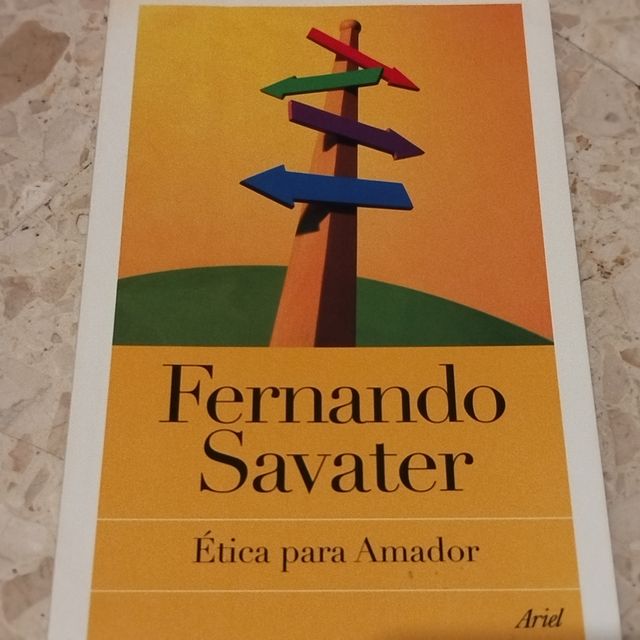 Fernando
Savater
Ética para Amador
Ariel